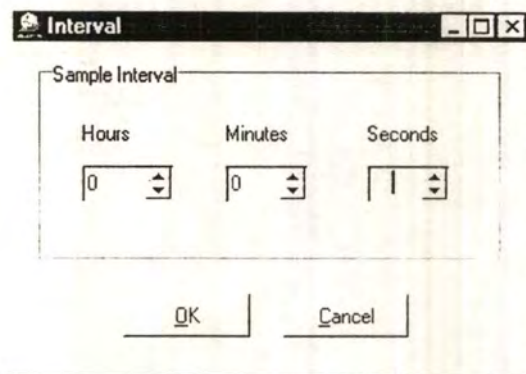 Interval
Sample Interval
Hours Minutes Seconds
0 0
OK Cancel